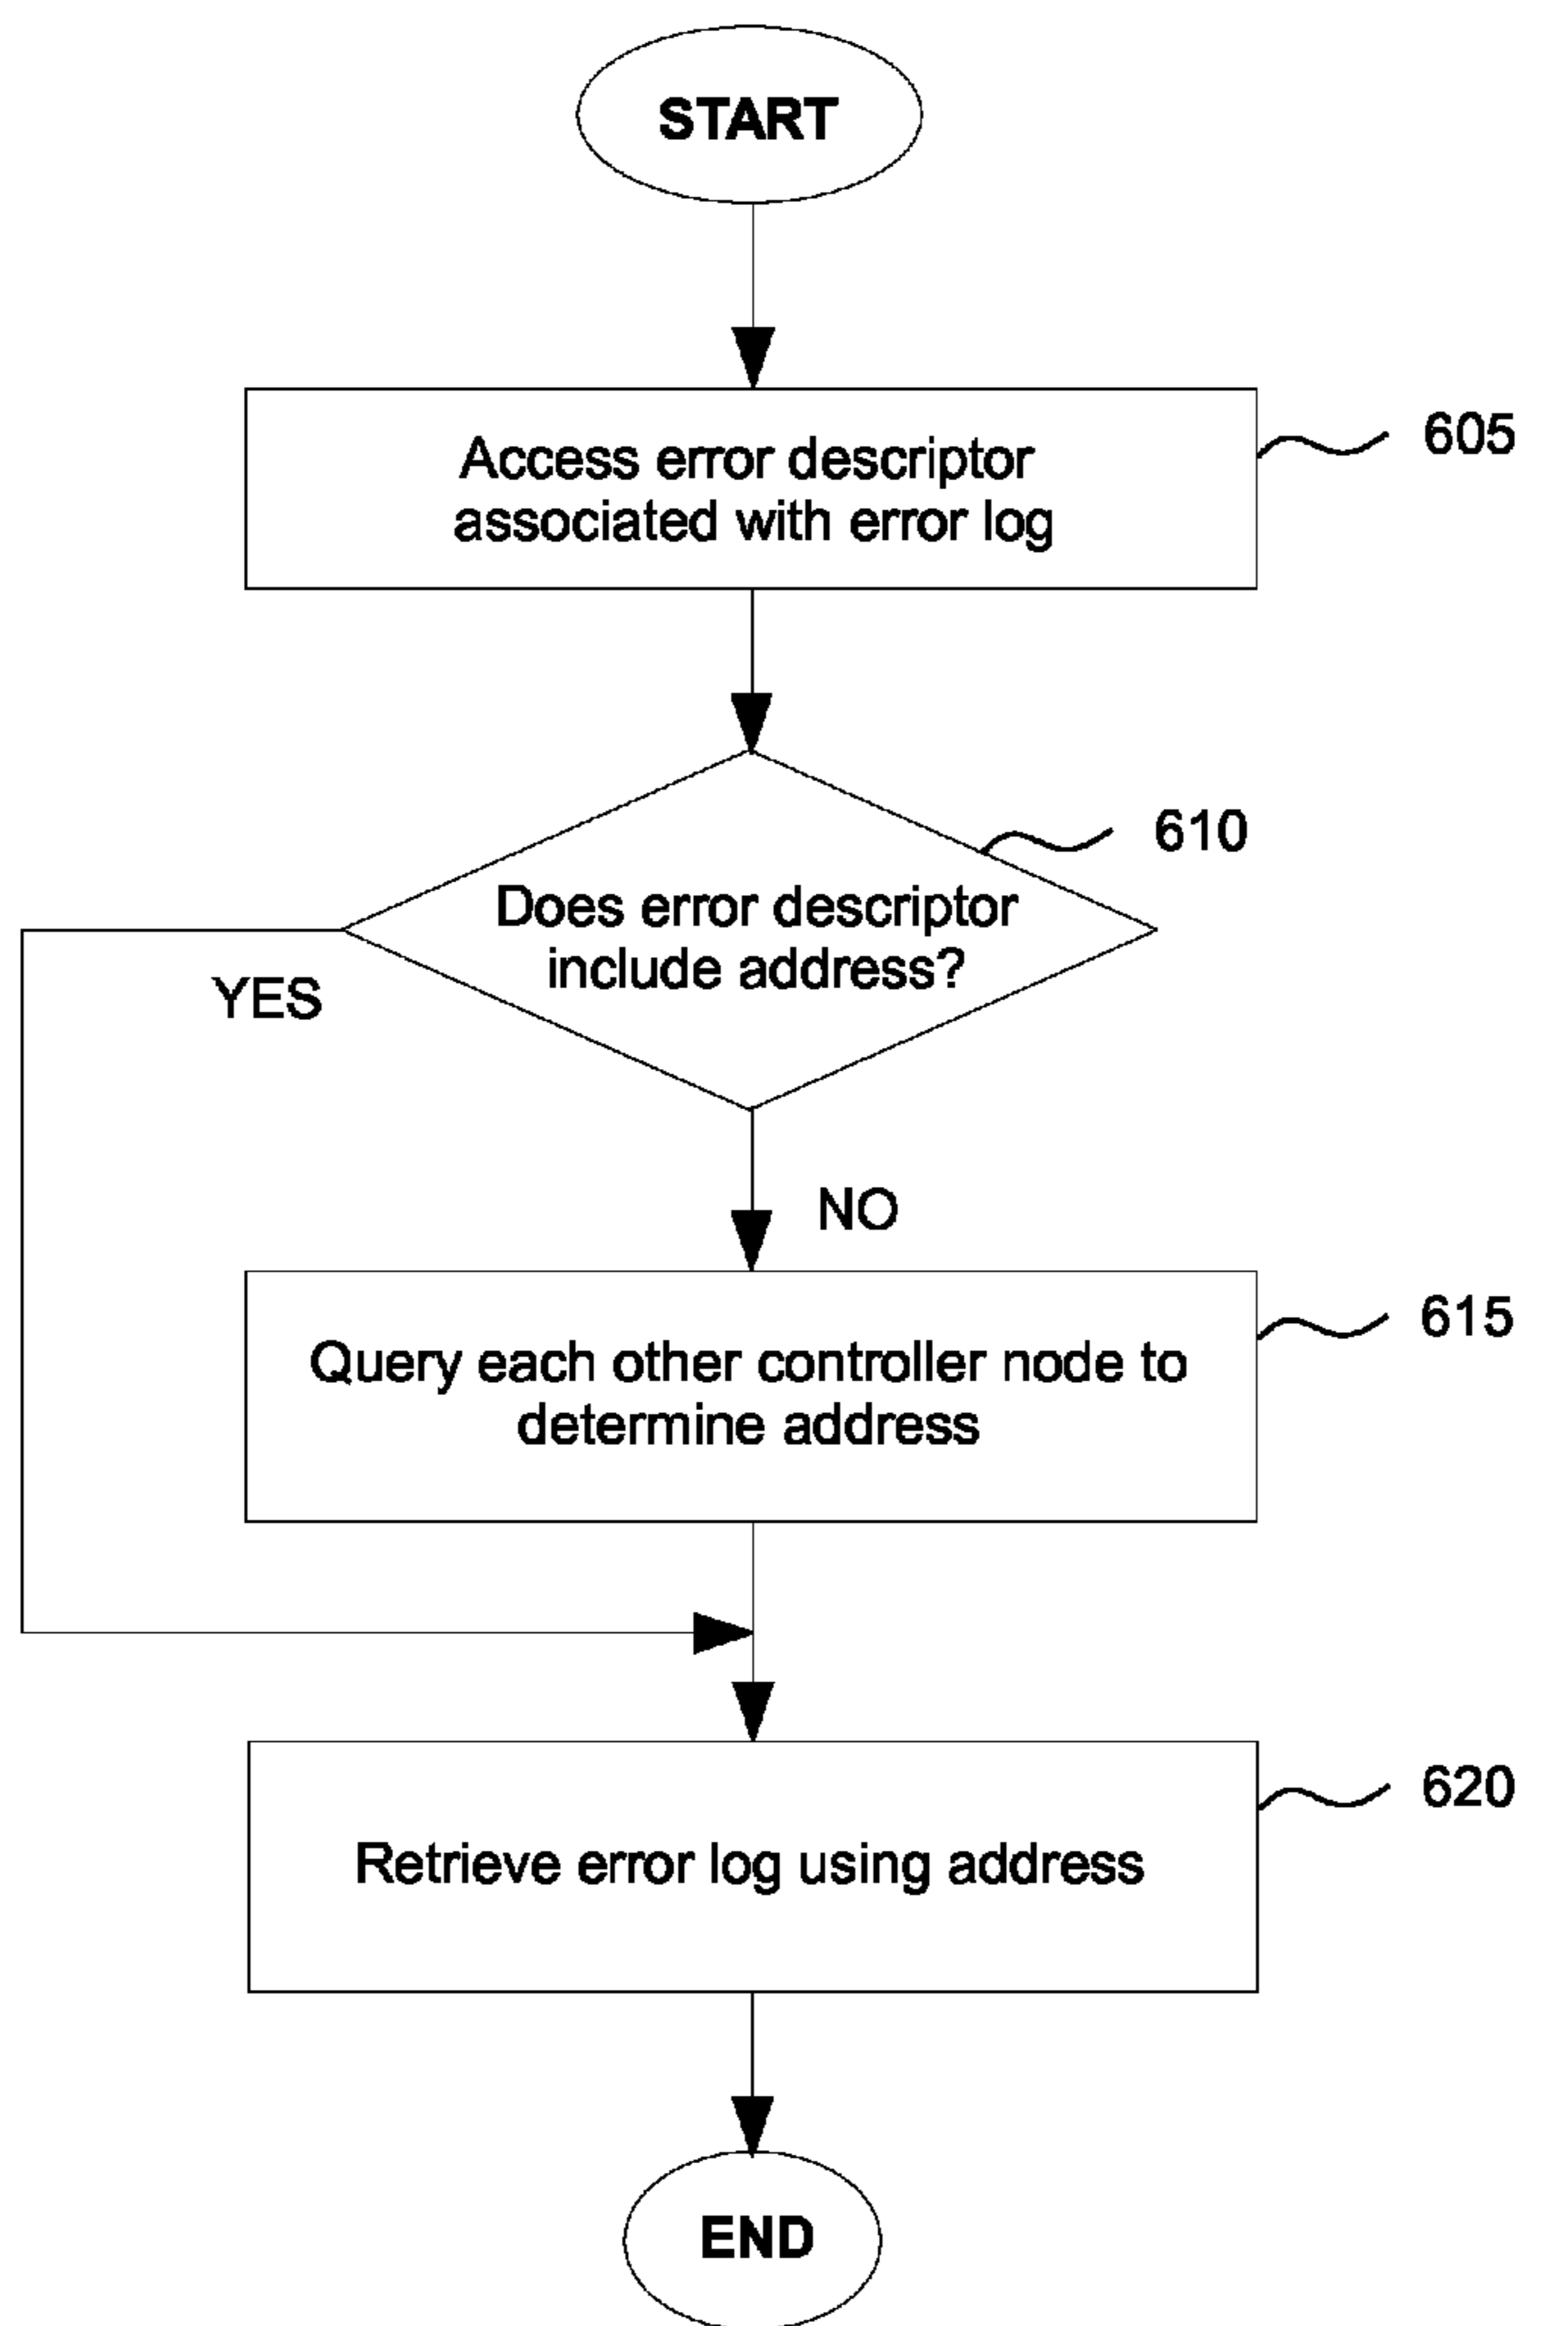 START
Access error descriptor
associated with error log
605
610
Does error descriptor
include address?
YES
NO
615
Query each other controller node to
determine address
620
Retrieve error log using address
END